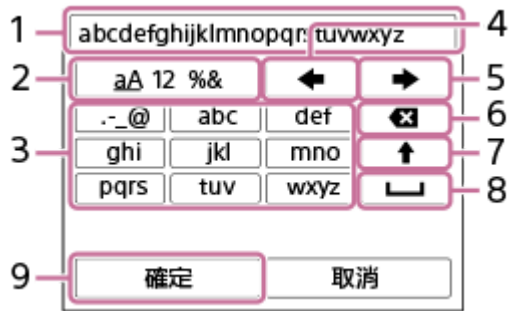 1 abcdefghijklmnopqrstuvwxyz 4
2 aA 12 %& 5
.-_@ abc def 6
3 ghi jkl mno 7
pqrs tuv wxyz 8
9 確定 取消